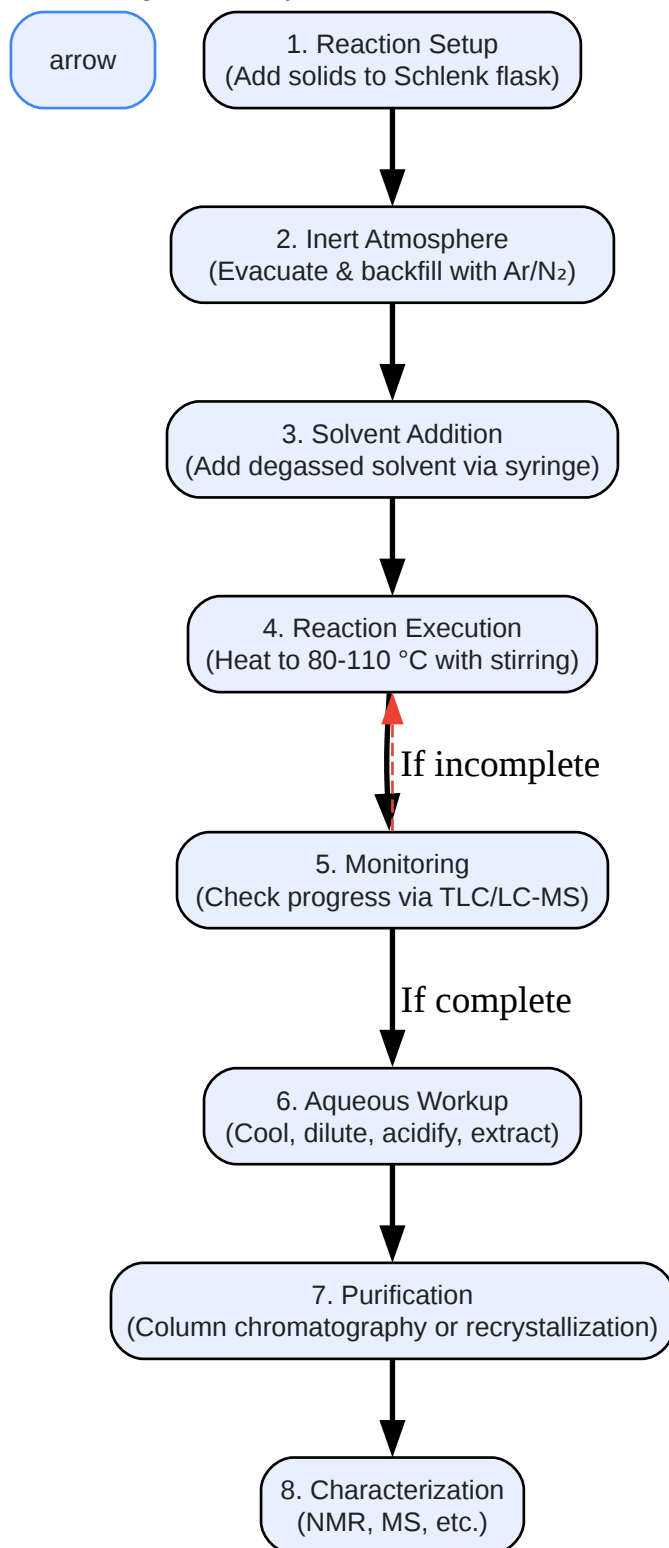 arrow
1. Reaction Setup
(Add solids to Schlenk flask)
2. Inert Atmosphere
(Evacuate & backfill with Ar/N₂)
3. Solvent Addition
(Add degassed solvent via syringe)
4. Reaction Execution
(Heat to 80-110 °C with stirring)
If incomplete
5. Monitoring
(Check progress via TLC/LC-MS)
If complete
6. Aqueous Workup
(Cool, dilute, acidify, extract)
7. Purification
(Column chromatography or recrystallization)
8. Characterization
(NMR, MS, etc.)